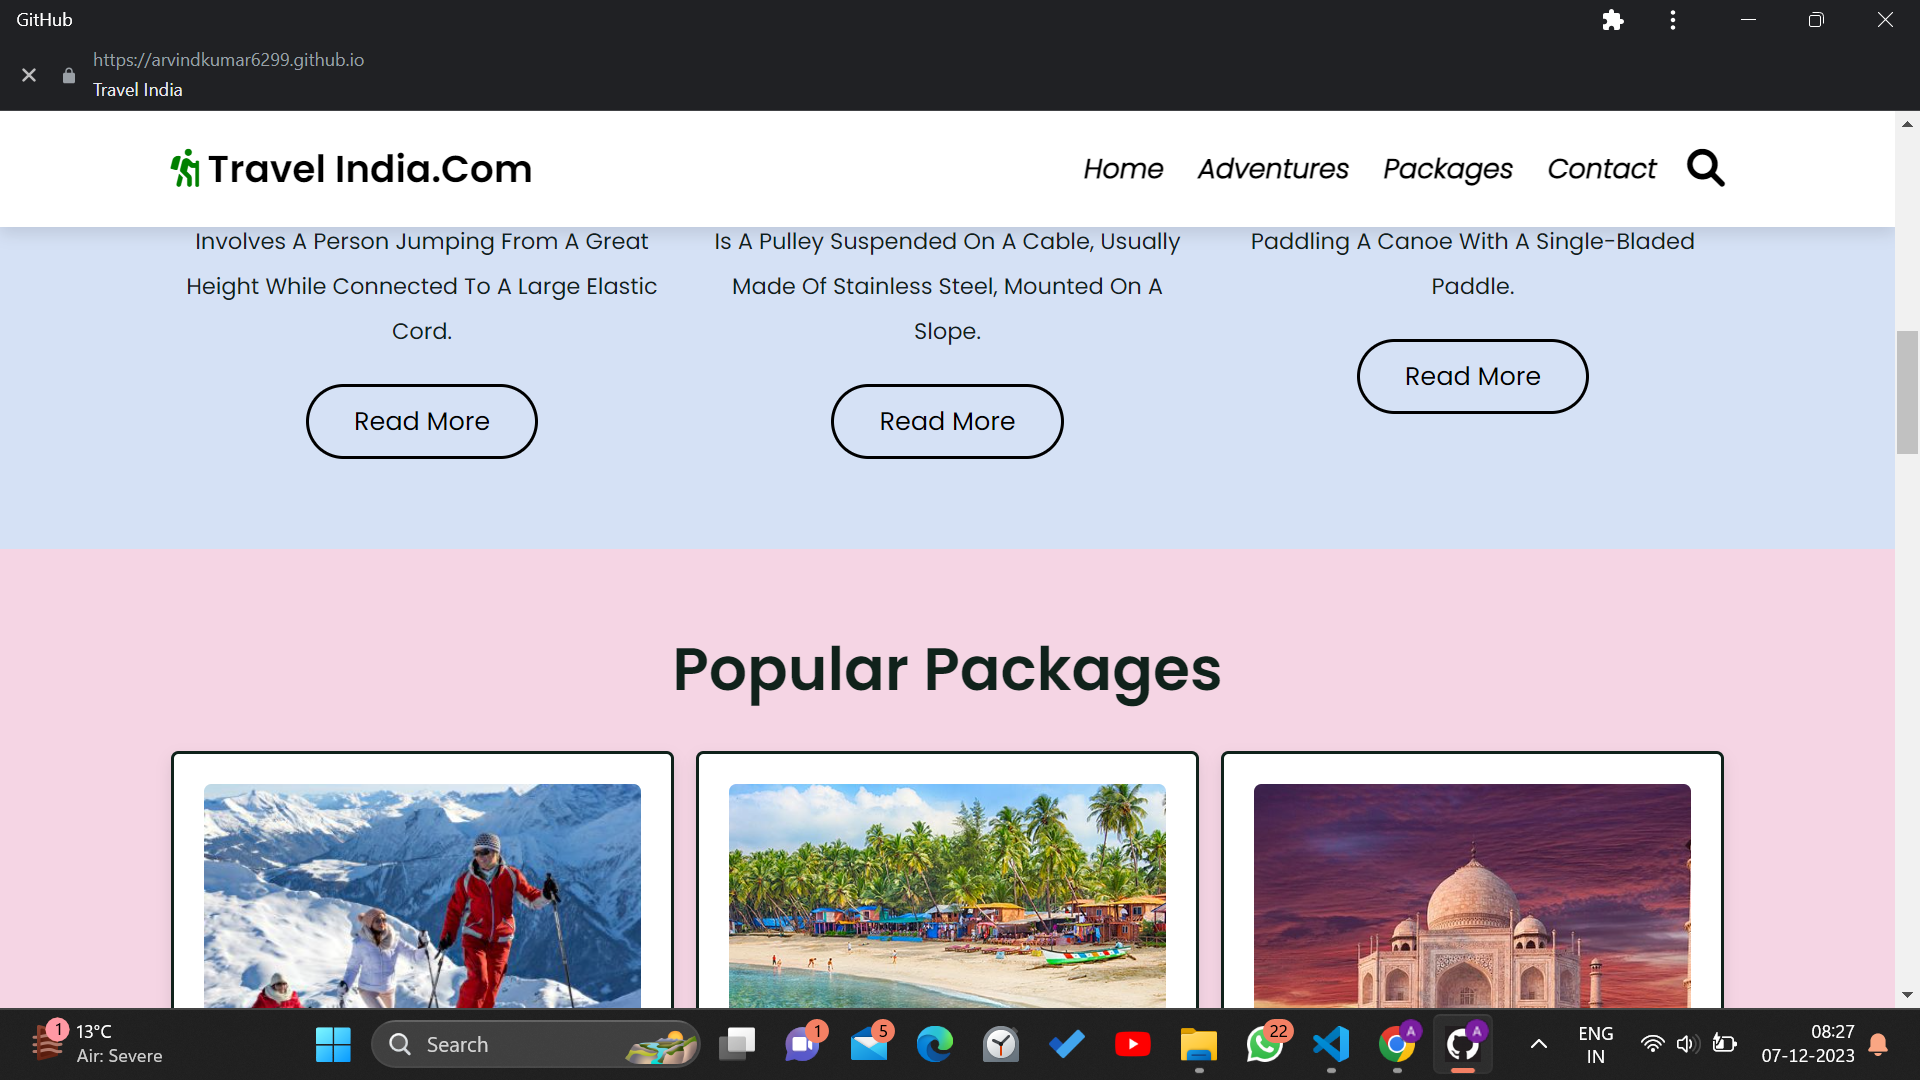 GitHub
https://arvindkumar6299.github.io
Travel India
Travel India.Com
Home Adventures Packages Contact
Involves A Person Jumping From A Great
Height While Connected To A Large Elastic
Cord.
Read More
Is A Pulley Suspended On A Cable, Usually
Made Of Stainless Steel, Mounted On A
Slope.
Read More
Paddling A Canoe With A Single-Bladed
Paddle.
Read More
Popular Packages
1
13°C
Air: Severe
Search
1
5
22
A
A
ENG
IN
08:27
07-12-2023